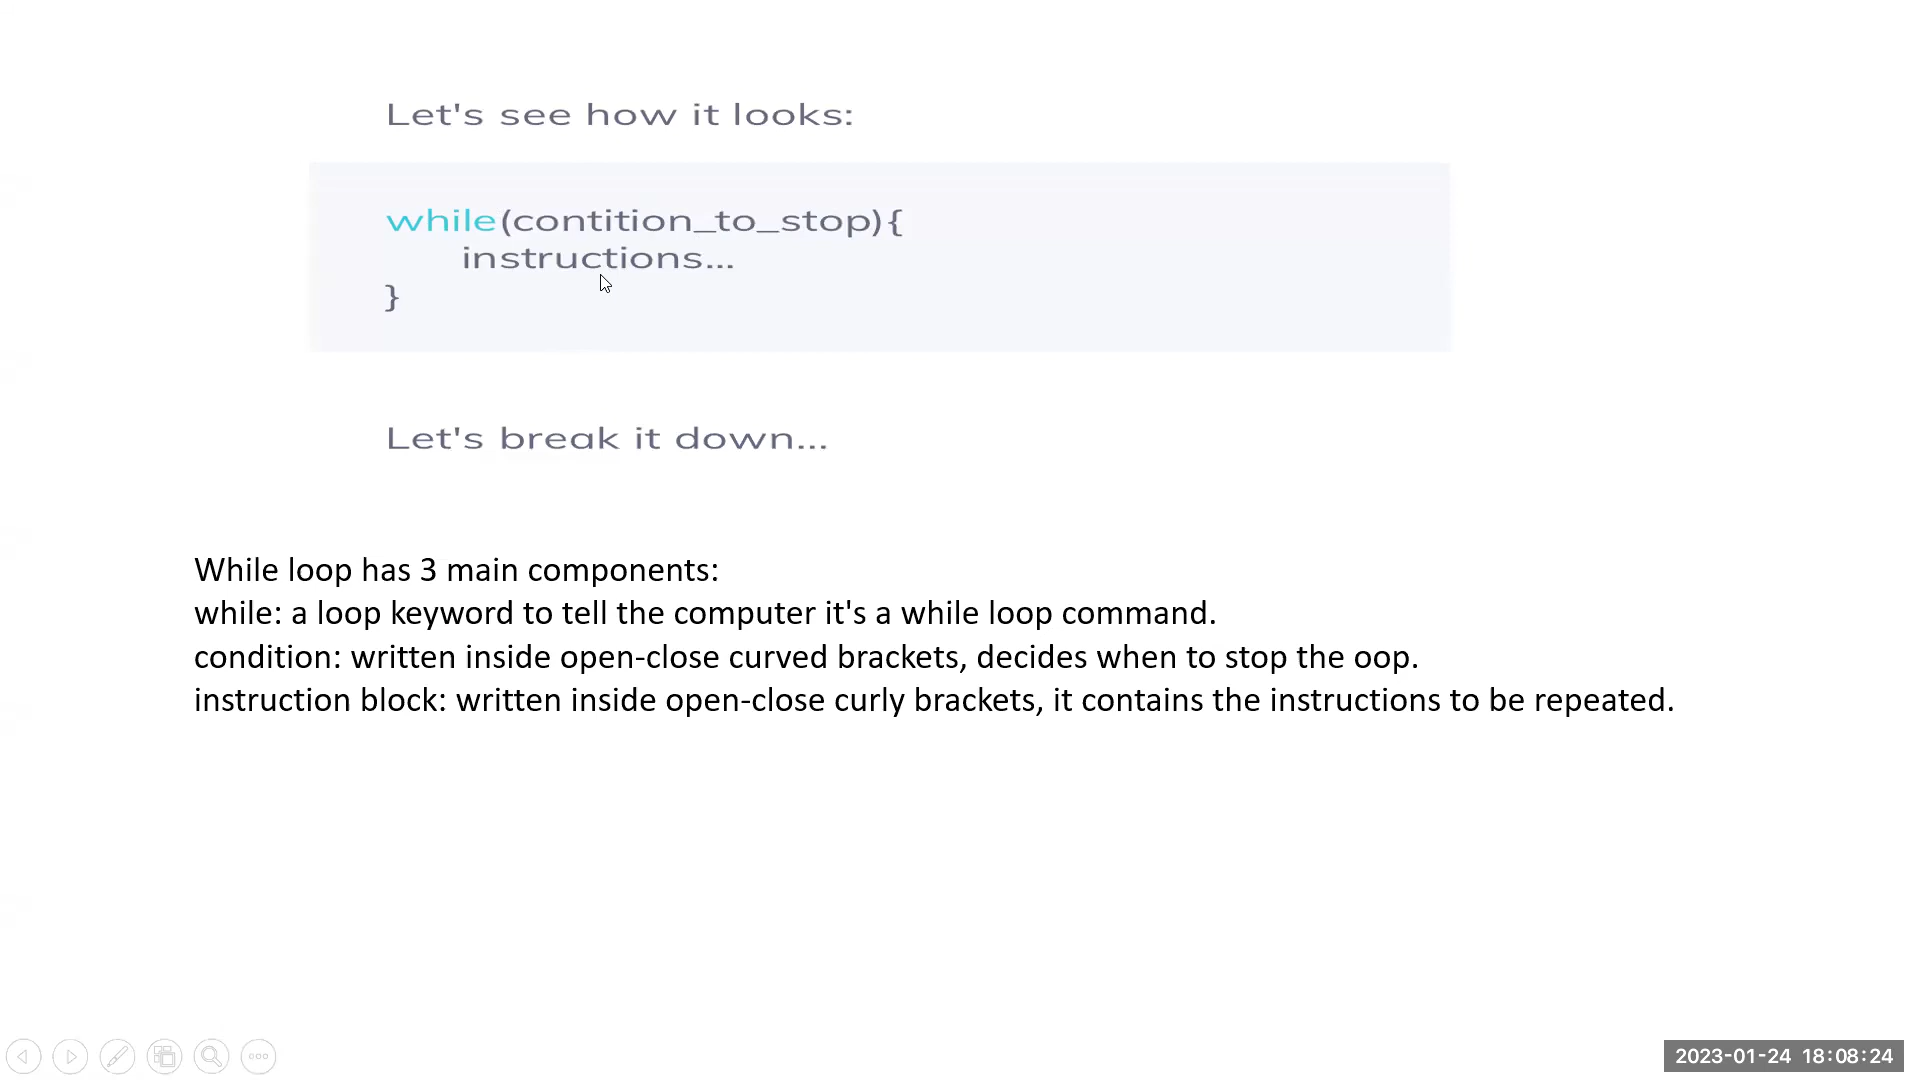 Let's see how it looks:
while(contition_to_stop){
instructions...
}
Let's break it down...
While loop has 3 main components:
while: a loop keyword to tell the computer it's a while loop command.
condition: written inside open-close curved brackets, decides when to stop the oop.
instruction block: written inside open-close curly brackets, it contains the instructions to be repeated.
2023-01-24 18:08:24